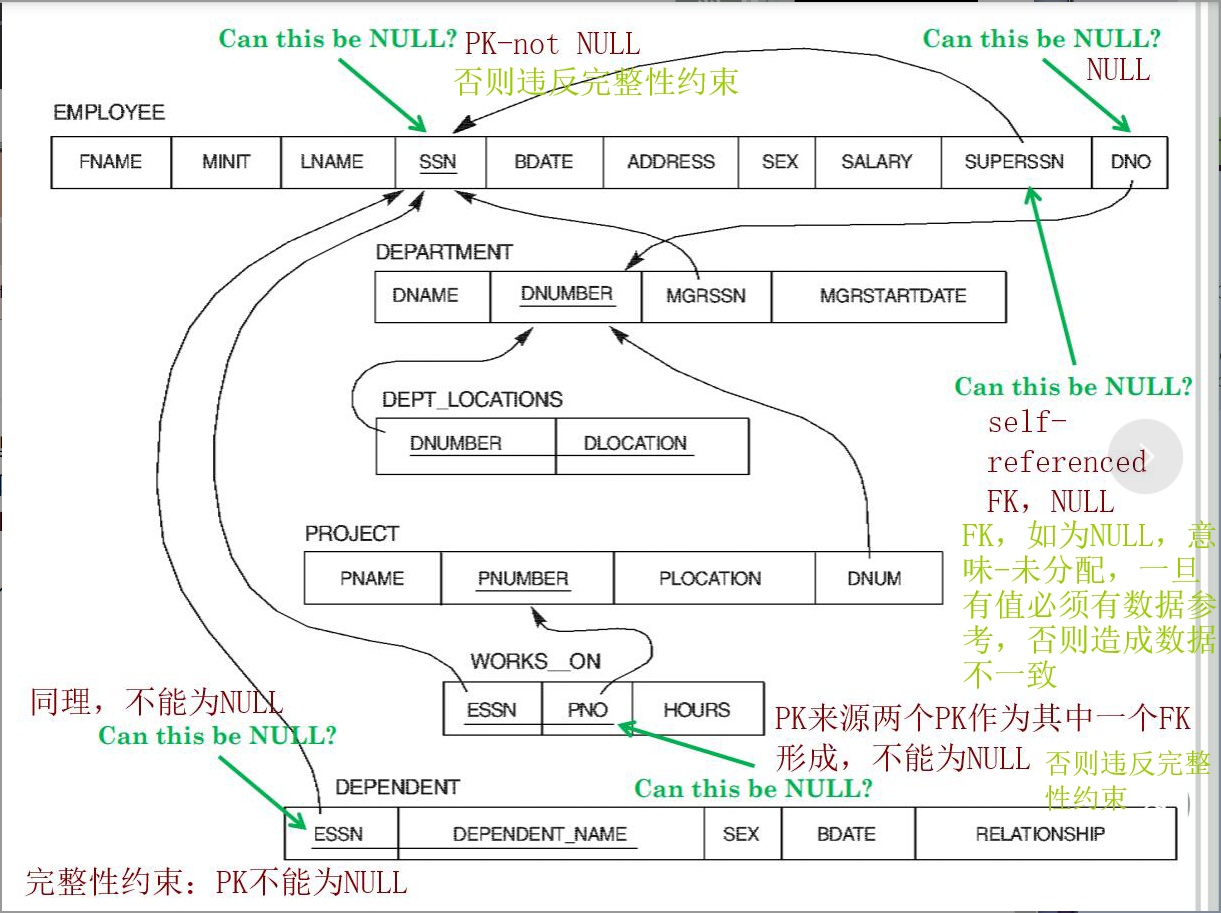 Can this be NULL? PK-not NULL
Can this be NULL?
NULL
否则违反完整性约束
EMPLOYEE
FNAME MINIT LNAME SSN BDATE ADDRESS SEX SALARY SUPERSSN DNO
DEPARTMENT
DNAME DNUMBER MGRSSN MGRSTARTDATE
Can this be NULL?
self-
referenced
FK, NULL
FK，如为NULL，意
味-未分配，一旦
有值必须有数据参
考，否则造成数据
不一致
DEPT_LOCATIONS
DNUMBER DLOCATION
PROJECT
PNAME PNUMBER PLOCATION DNUM
WORKS_ON
ESSN PNO HOURS
PK来源两个PK作为其中一个FK
形成，不能为NULL
否则违反完整
性约束
Can this be NULL?
同理，不能为NULL
Can this be NULL?
DEPENDENT
ESSN DEPENDENT_NAME SEX BDATE RELATIONSHIP
完整性约束：PK不能为NULL